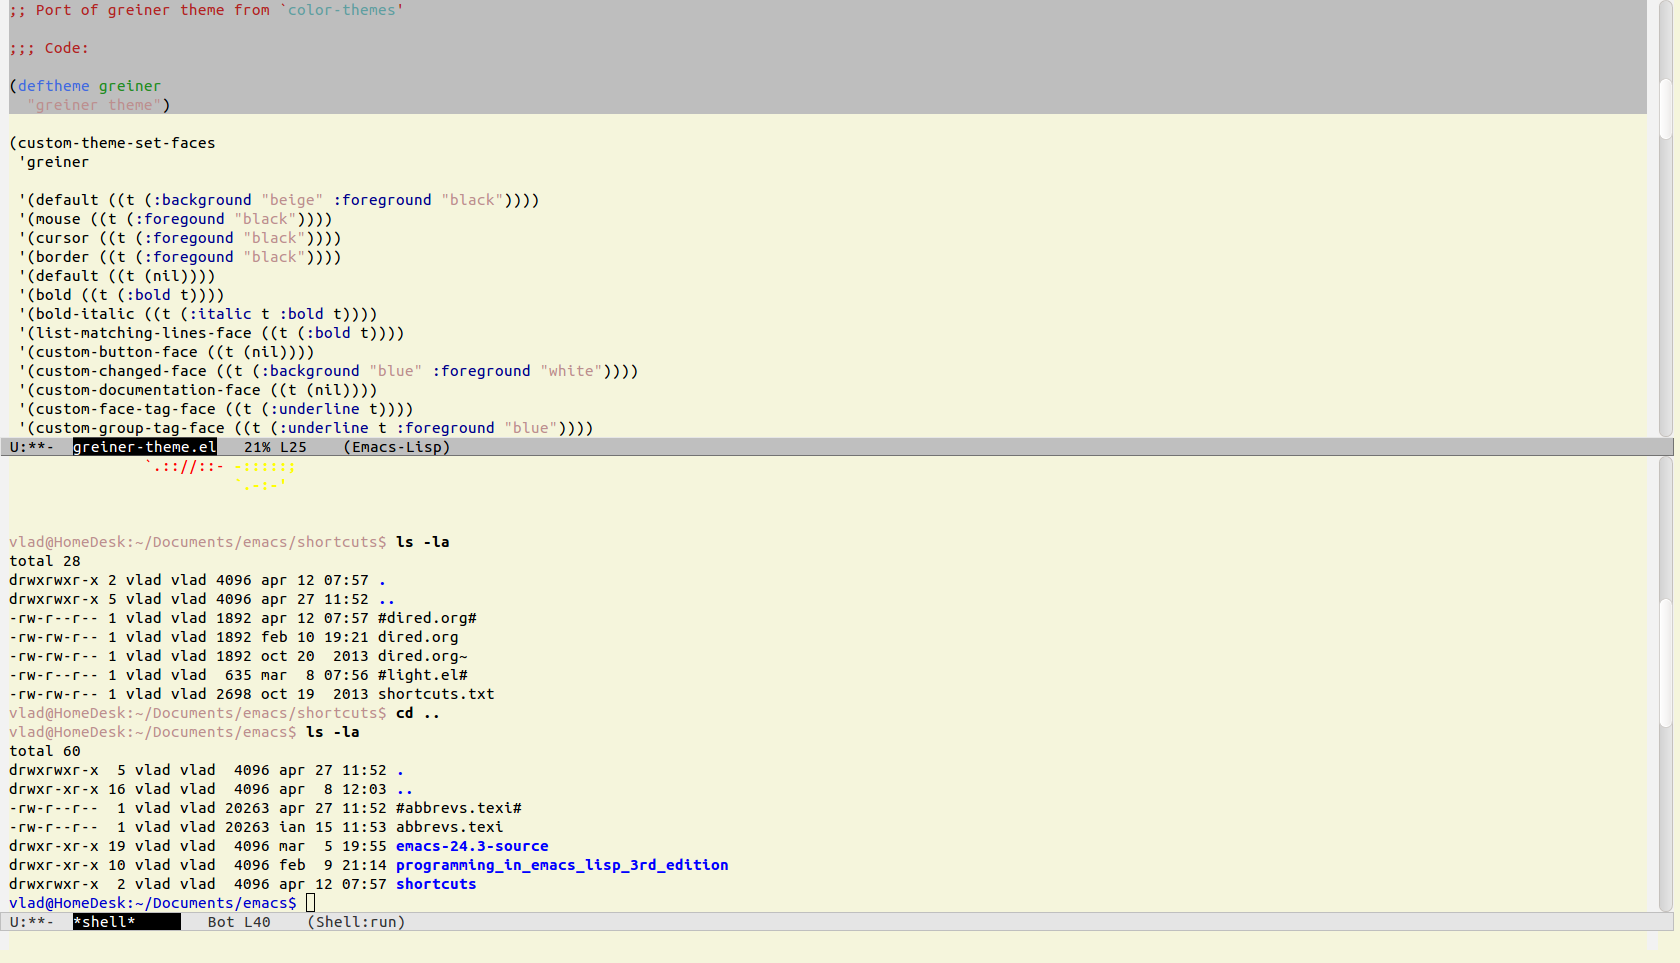 ;; Port of greiner theme from `color-themes'
;;; Code:
(deftheme greiner
  "greiner theme")
(custom-theme-set-faces
 'greiner
 '(default ((t (:background "beige" :foreground "black"))))
 '(mouse ((t (:foregound "black"))))
 '(cursor ((t (:foregound "black"))))
 '(border ((t (:foregound "black"))))
 '(default ((t (nil))))
 '(bold ((t (:bold t))))
 '(bold-italic ((t (:italic t :bold t))))
 '(list-matching-lines-face ((t (:bold t))))
 '(custom-button-face ((t (nil))))
 '(custom-changed-face ((t (:background "blue" :foreground "white"))))
 '(custom-documentation-face ((t (nil))))
 '(custom-face-tag-face ((t (:underline t))))
 '(custom-group-tag-face ((t (:underline t :foreground "blue"))))
U:**-  greiner-theme.el   21% L25    (Emacs-Lisp)
`.:://::- -:::::;
`.-:-'
vlad@HomeDesk:~/Documents/emacs/shortcuts$ ls -la
total 28
drwxrwxr-x 2 vlad vlad 4096 apr 12 07:57 .
drwxrwxr-x 5 vlad vlad 4096 apr 27 11:52 ..
-rw-r--r-- 1 vlad vlad 1892 apr 12 07:57 #dired.org#
-rw-rw-r-- 1 vlad vlad 1892 feb 10 19:21 dired.org
-rw-rw-r-- 1 vlad vlad 1892 oct 20  2013 dired.org~
-rw-r--r-- 1 vlad vlad  635 mar  8 07:56 #light.el#
-rw-rw-r-- 1 vlad vlad 2698 oct 19  2013 shortcuts.txt
vlad@HomeDesk:~/Documents/emacs/shortcuts$ cd ..
vlad@HomeDesk:~/Documents/emacs$ ls -la
total 60
drwxrwxr-x  5 vlad vlad  4096 apr 27 11:52 .
drwxr-xr-x 16 vlad vlad  4096 apr  8 12:03 ..
-rw-r--r--  1 vlad vlad 20263 apr 27 11:52 #abbrevs.texi#
-rw-r--r--  1 vlad vlad 20263 ian 15 11:53 abbrevs.texi
drwxr-xr-x 19 vlad vlad  4096 mar  5 19:55 emacs-24.3-source
drwxr-xr-x 10 vlad vlad  4096 feb  9 21:14 programming_in_emacs_lisp_3rd_edition
drwxrwxr-x  2 vlad vlad  4096 apr 12 07:57 shortcuts
vlad@HomeDesk:~/Documents/emacs$
U:**-  *shell*        Bot L40    (Shell:run)